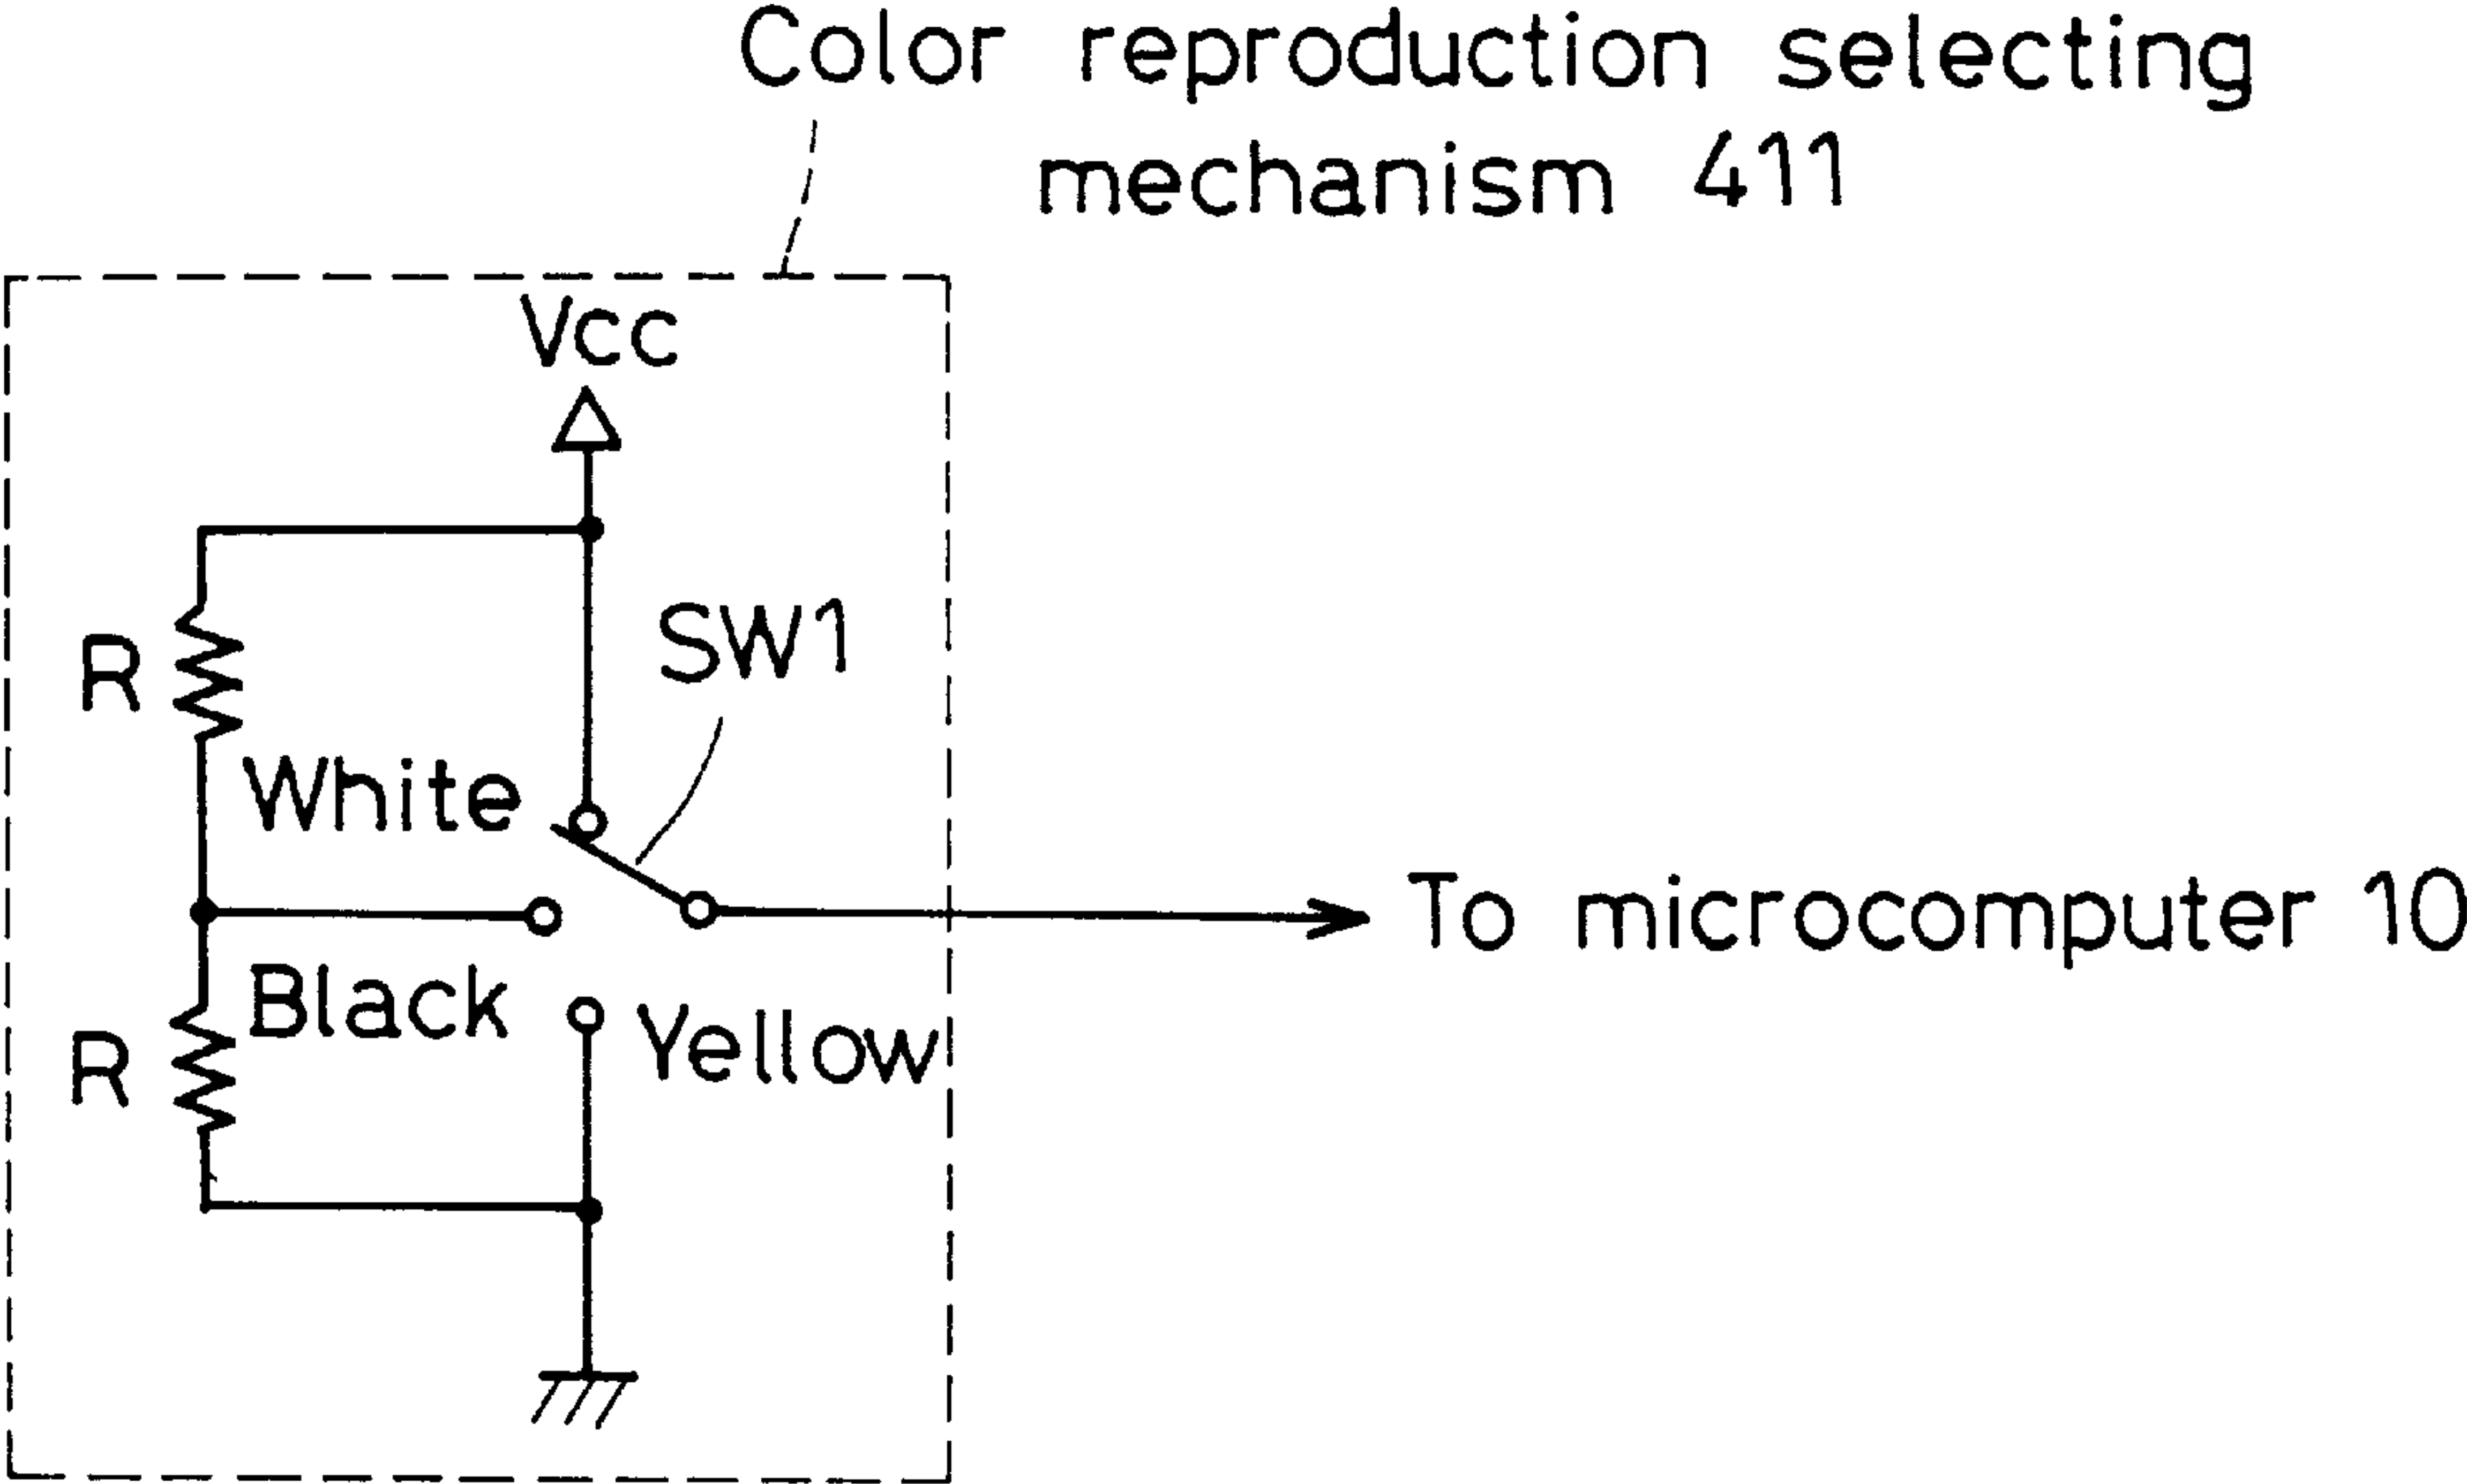 Color reproduction selecting
mechanism 411
Vcc
SW1
R
White
To microcomputer 10
Black
Yellow
R